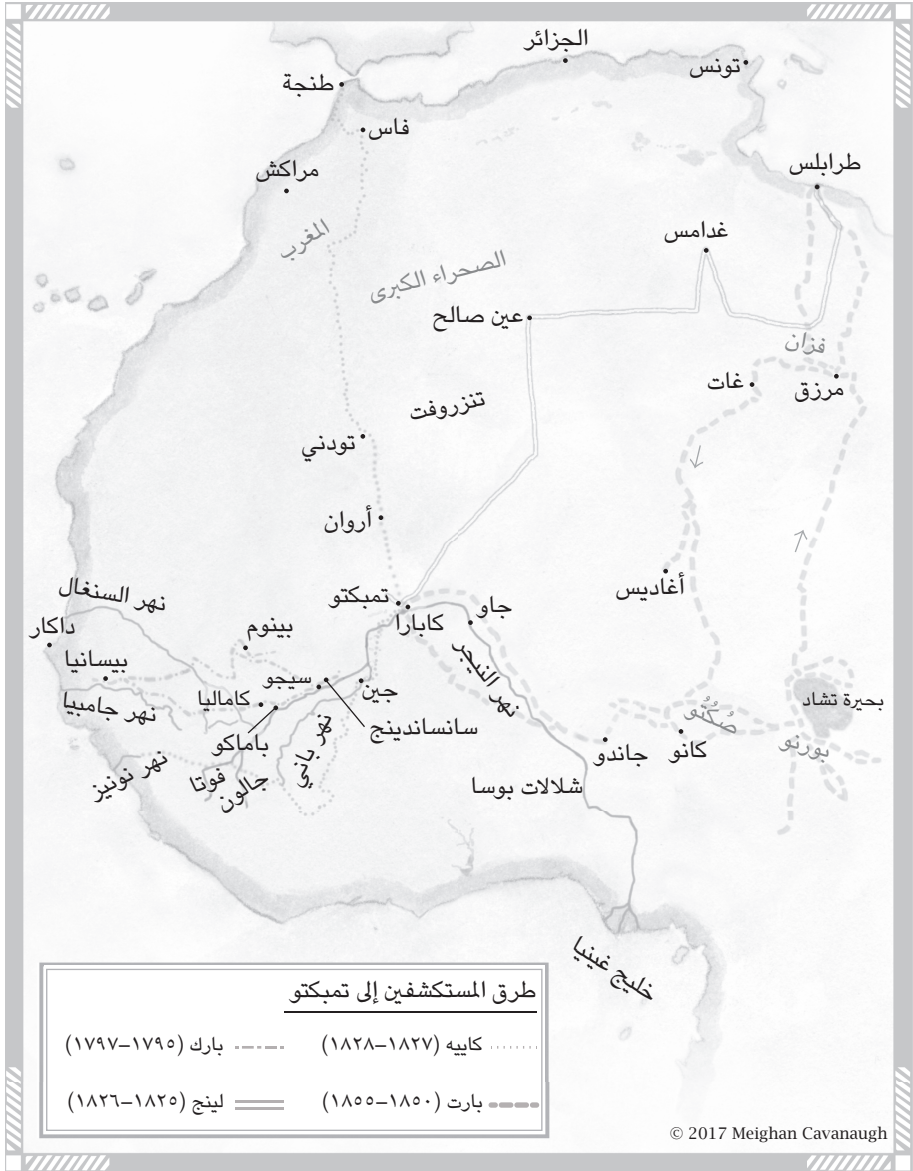 الجزائر
تونس
طنجة
فاس
طرابلس
مراكش
المغرب
غدامس
الصحراء الكبرى
عين صالح
فزان
غات
مرزق
تنزروفت
تودني
أروان
أغاديس
تمبكتو
كابارا
جاو
نهر السنغال
داكار
بينوم
بيسانيا
سيجو
جين
كاماليا
نهر النيجر
نهر جامبيا
سانساندينج
باماكو
نهر باني
بحيرة تشاد
صُكُتُو
كانو
جاندو
بورنو
نهر نونيز
فوتا
جالون
شلالات بوسا
خليج غينيا
طرق المستكشفين إلى تمبكتو
كاييه (١٨٢٧–١٨٢٨)
بارك (١٧٩٥–١٧٩٧)
بارت (١٨٥٠–١٨٥٥)
لينج (١٨٢٥–١٨٢٦)
© 2017 Meighan Cavanaugh